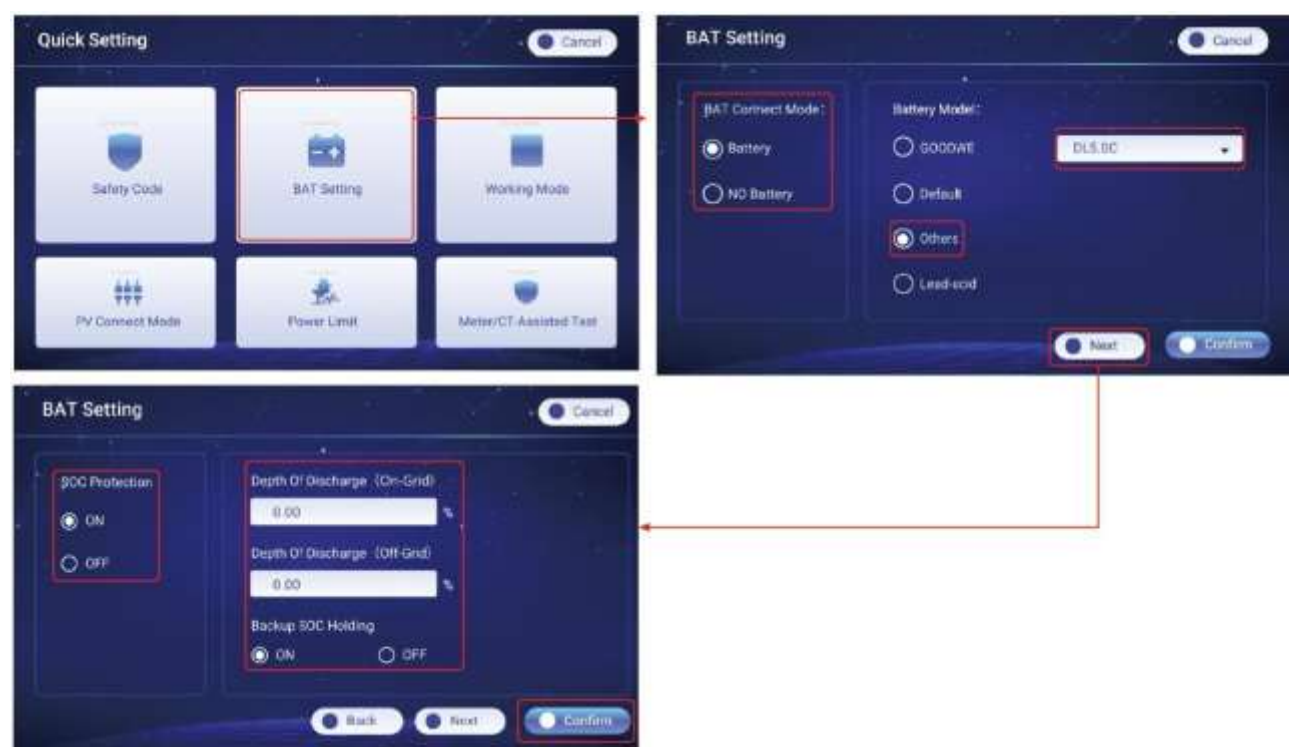 Quick Setting
Cancel
Safety Code
BAT Setting
Working Mode
PV Connect Mode
Power Limit
Meter/CT-Assisted Test
BAT Setting
Cancel
BAT Connect Mode:
Battery
NO Battery
Battery Model:
GOODWE
DL5.0C
Default
Others
Lead-acid
Next
Confirm
BAT Setting
Cancel
SOC Protection
ON
OFF
Depth Of Discharge (On-Grid)
0.00 %
Depth Of Discharge (Off-Grid)
0.00 %
Backup SOC Holding
ON OFF
Back
Next
Confirm